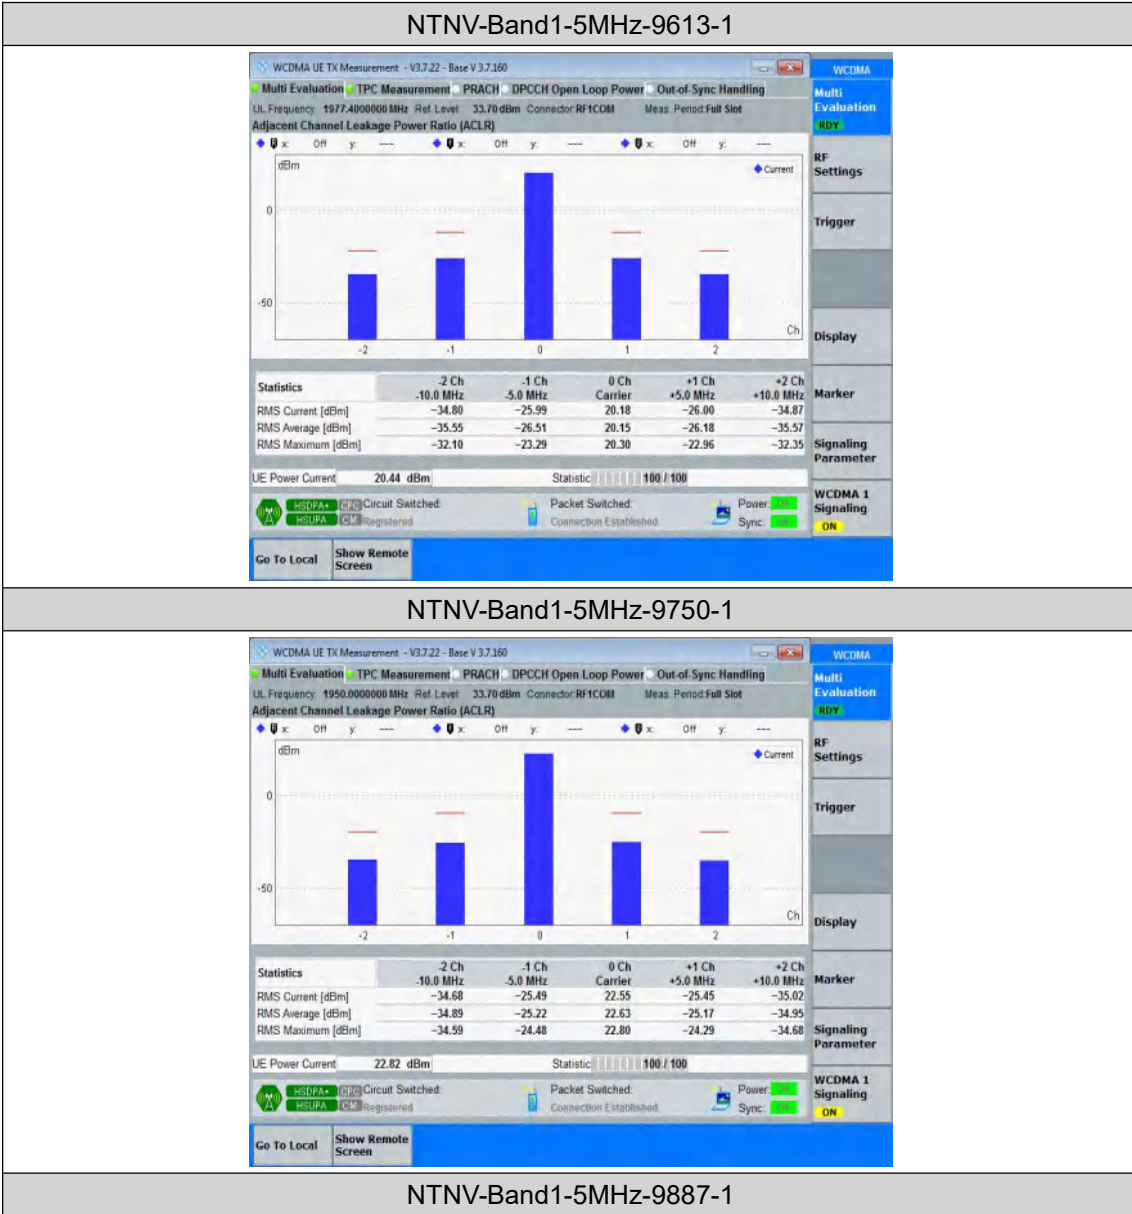 NTNV-Band1-5MHz-9613-1
WCDMA UE TX Measurement - V3.7.22 - Base V 3.7.160
WCDMA
Multi Evaluation TPC Measurement PRACH DPCCH Open Loop Power Out-of-Sync Handling
Multi Evaluation
RDY
UL Frequency: 1977.4000000 MHz Ref. Level: 33.70 dBm Connector: RF1COM Meas. Period: Full Slot
Adjacent Channel Leakage Power Ratio (ACLR)
x: Off y: --- x: Off y: --- x: Off y: ---
dBm
Current
0
-50
Ch
-2 -1 0 1 2
RF Settings
Trigger
Display
Marker
Signaling Parameter
WCDMA 1 Signaling
ON
Statistics -2 Ch -1 Ch 0 Ch +1 Ch +2 Ch
-10.0 MHz -5.0 MHz Carrier +5.0 MHz +10.0 MHz
RMS Current [dBm] −34.80 −25.99 20.18 −26.00 −34.87
RMS Average [dBm] −35.55 −26.51 20.15 −26.18 −35.57
RMS Maximum [dBm] −32.10 −23.29 20.30 −22.96 −32.35
UE Power Current 20.44 dBm Statistic 100 / 100
HSDPA+ CPC Circuit Switched: Packet Switched: Power:
HSUPA CM Registered Connection Established Sync:
Go To Local Show Remote Screen
NTNV-Band1-5MHz-9750-1
WCDMA UE TX Measurement - V3.7.22 - Base V 3.7.160
WCDMA
Multi Evaluation TPC Measurement PRACH DPCCH Open Loop Power Out-of-Sync Handling
Multi Evaluation
RDY
UL Frequency: 1950.0000000 MHz Ref. Level: 33.70 dBm Connector: RF1COM Meas. Period: Full Slot
Adjacent Channel Leakage Power Ratio (ACLR)
x: Off y: --- x: Off y: --- x: Off y: ---
dBm
Current
0
-50
Ch
-2 -1 0 1 2
RF Settings
Trigger
Display
Marker
Signaling Parameter
WCDMA 1 Signaling
ON
Statistics -2 Ch -1 Ch 0 Ch +1 Ch +2 Ch
-10.0 MHz -5.0 MHz Carrier +5.0 MHz +10.0 MHz
RMS Current [dBm] −34.68 −25.49 22.55 −25.45 −35.02
RMS Average [dBm] −34.89 −25.22 22.63 −25.17 −34.95
RMS Maximum [dBm] −34.59 −24.48 22.80 −24.29 −34.68
UE Power Current 22.82 dBm Statistic 100 / 100
HSDPA+ CPC Circuit Switched: Packet Switched: Power:
HSUPA CM Registered Connection Established Sync:
Go To Local Show Remote Screen
NTNV-Band1-5MHz-9887-1